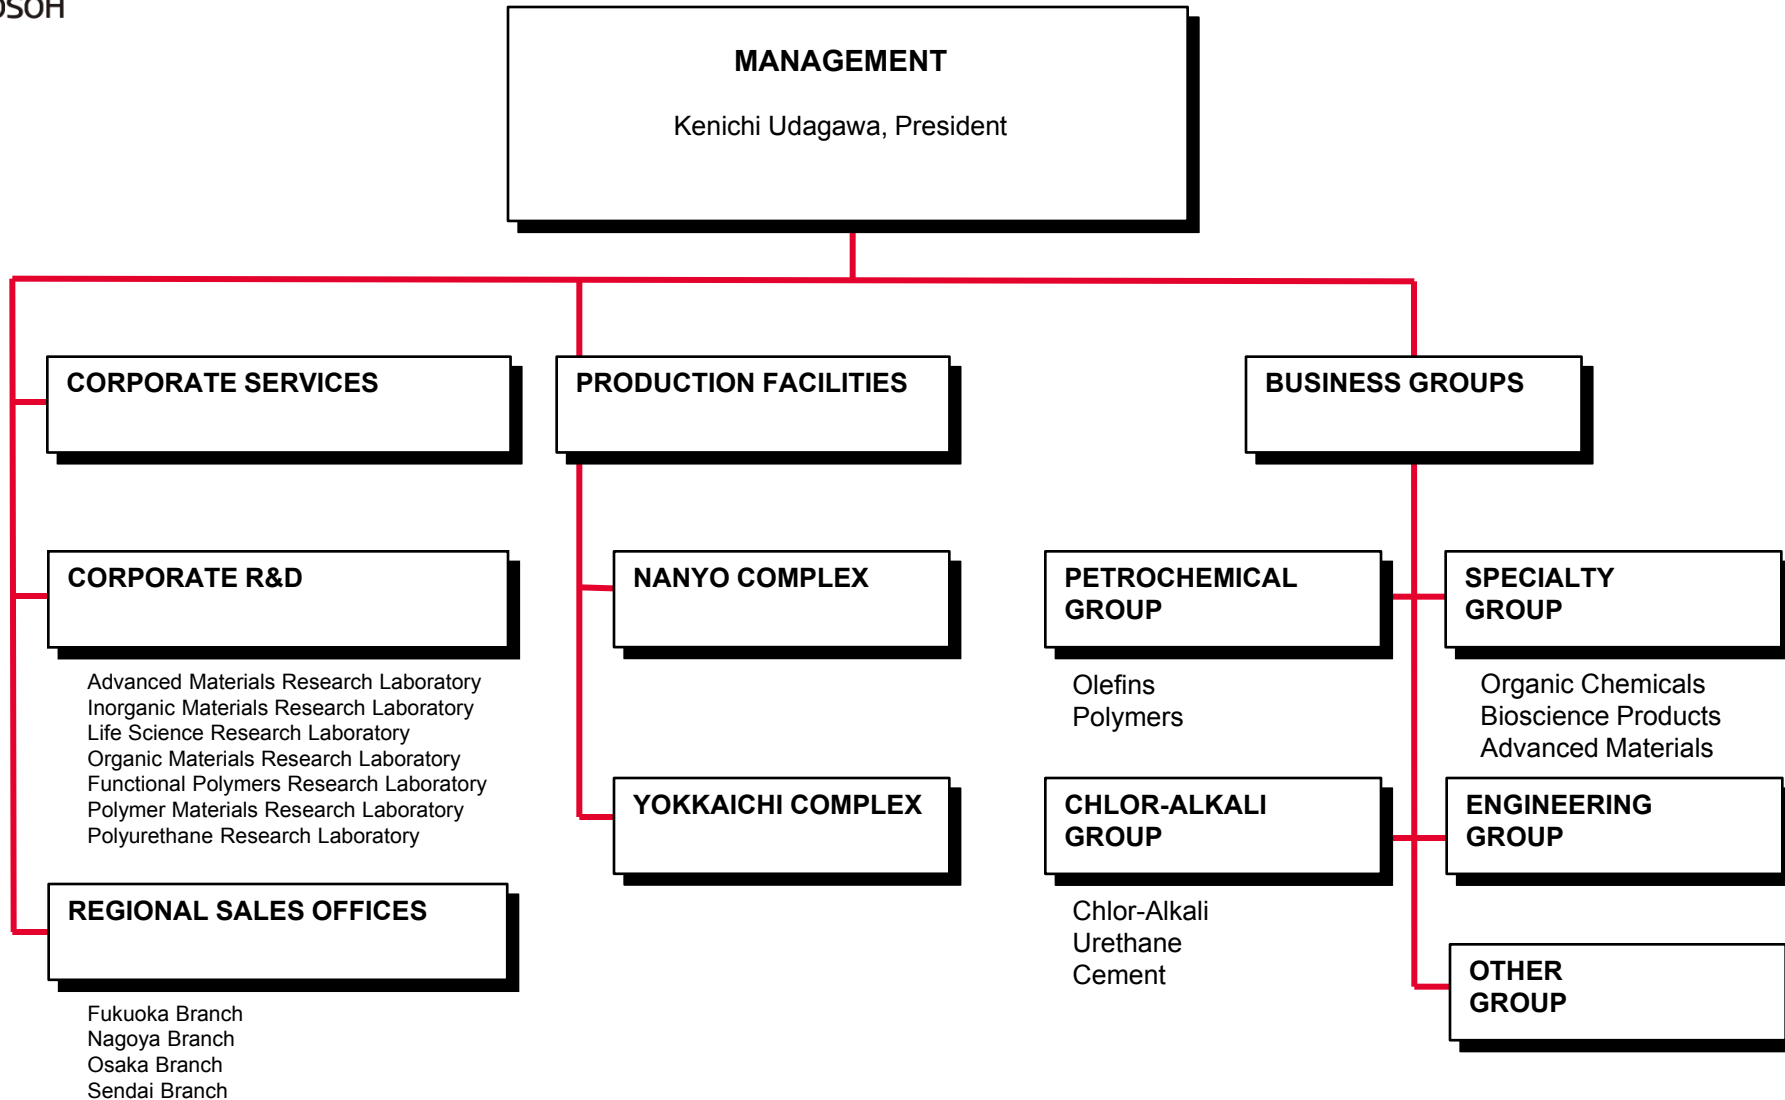 MANAGEMENT
Kenichi Udagawa, President
CORPORATE SERVICES
PRODUCTION FACILITIES
BUSINESS GROUPS
CORPORATE R&D
Advanced Materials Research Laboratory
Inorganic Materials Research Laboratory
Life Science Research Laboratory
Organic Materials Research Laboratory
Functional Polymers Research Laboratory
Polymer Materials Research Laboratory
Polyurethane Research Laboratory
REGIONAL SALES OFFICES
Fukuoka Branch
Nagoya Branch
Osaka Branch
Sendai Branch
NANYO COMPLEX
YOKKAICHI COMPLEX
PETROCHEMICAL
GROUP
Olefins
Polymers
CHLOR-ALKALI
GROUP
Chlor-Alkali
Urethane
Cement
SPECIALTY
GROUP
Organic Chemicals
Bioscience Products
Advanced Materials
ENGINEERING
GROUP
OTHER
GROUP